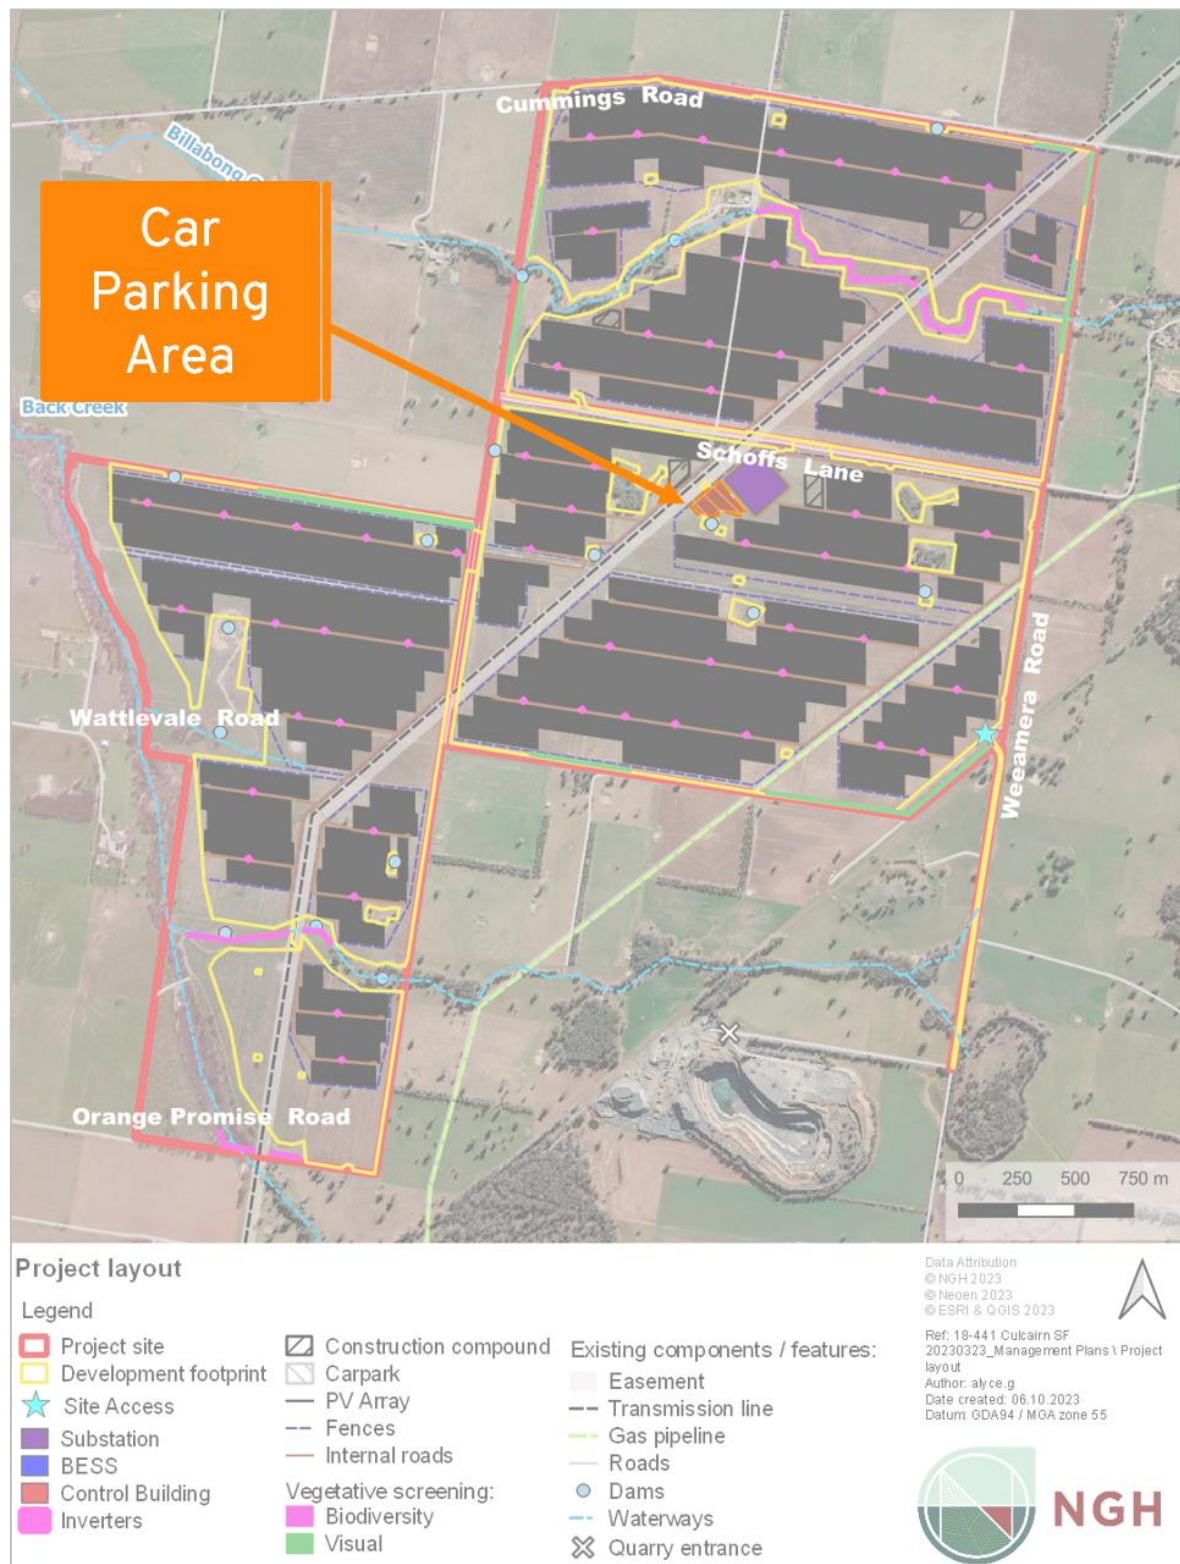 Cummings Road
Billabong
Car
Parking
Area
Back Creek
Schoffs Lane
Wattlevale Road
Weeamera Road
Orange Promise Road
0 250 500 750 m
Project layout
Legend
Project site
Development footprint
Site Access
Substation
BESS
Control Building
Inverters
Construction compound
Carpark
PV Array
Fences
Internal roads
Vegetative screening:
Biodiversity
Visual
Existing components / features:
Easement
Transmission line
Gas pipeline
Roads
Dams
Waterways
Quarry entrance
Data Attribution
© NGH 2023
© Neoen 2023
© ESRI & QGIS 2023
Ref: 18-441 Culcairn SF
20230323_Management Plans \ Project
layout
Author: alyce.g
Date created: 06.10.2023
Datum: GDA94 / MGA zone 55
NGH